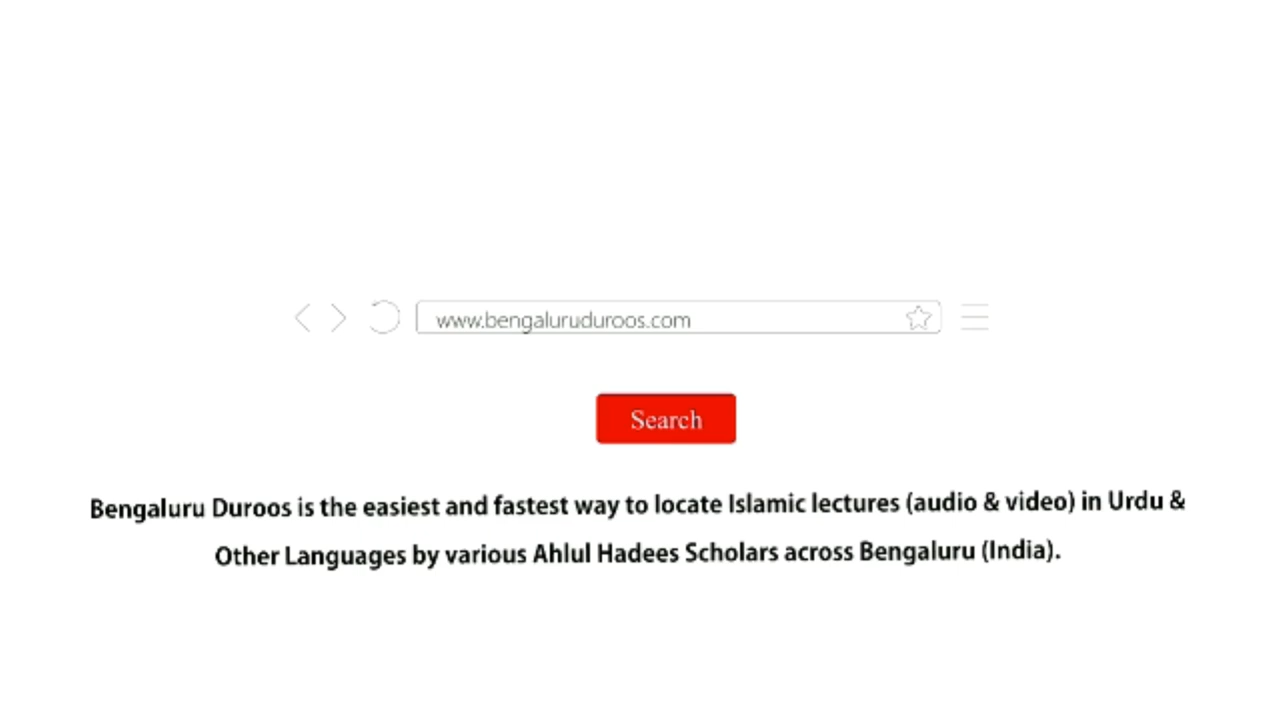 www.bengaluruduroos.com
Search
Bengaluru Duroos is the easiest and fastest way to locate Islamic lectures (audio & video) in Urdu &
Other Languages by various Ahlul Hadees Scholars across Bengaluru (India).